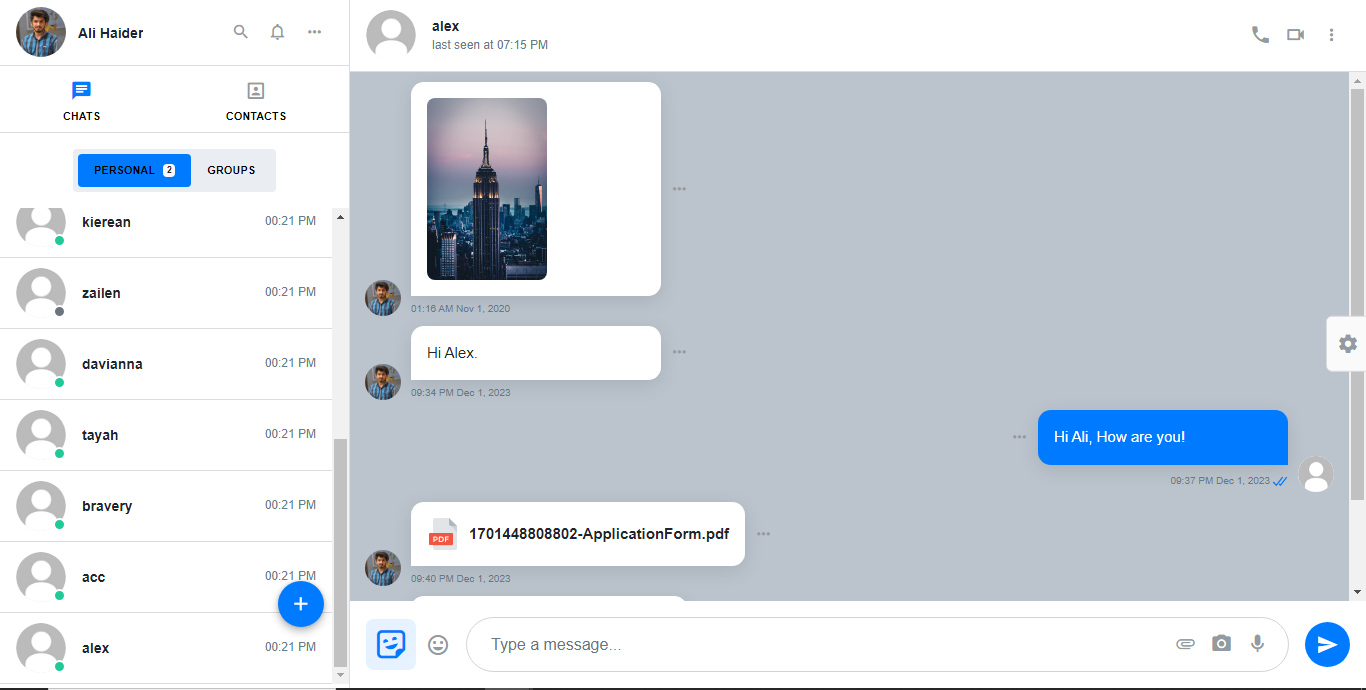 Ali Haider
CHATS
CONTACTS
PERSONAL 2
GROUPS
kierean 00:21 PM
zailen 00:21 PM
davianna 00:21 PM
tayah 00:21 PM
bravery 00:21 PM
acc 00:21 PM
alex 00:21 PM
alex
last seen at 07:15 PM
01:16 AM Nov 1, 2020
Hi Alex.
09:34 PM Dec 1, 2023
Hi Ali, How are you!
09:37 PM Dec 1, 2023
PDF 1701448808802-ApplicationForm.pdf
09:40 PM Dec 1, 2023
Type a message...